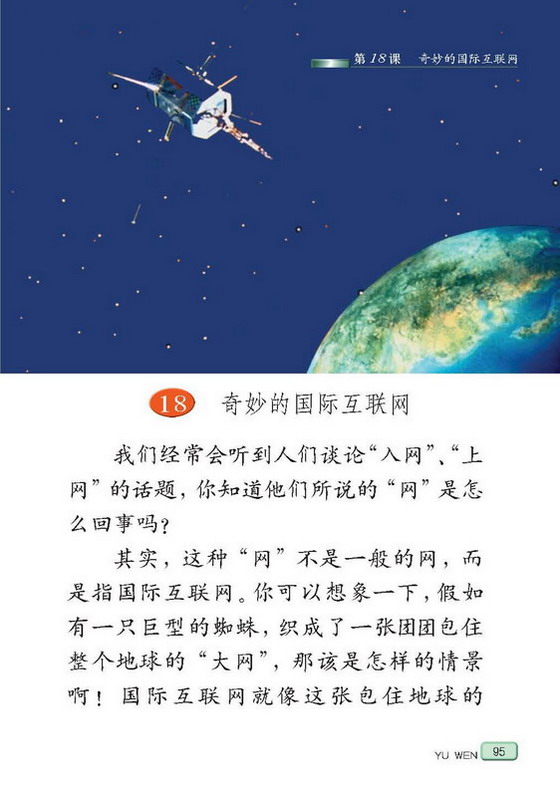 第18课 奇妙的国际互联网
18 奇妙的国际互联网
我们经常会听到人们谈论“入网”、“上
网”的话题，你知道他们所说的“网”是怎
么回事吗？
其实，这种“网”不是一般的网，而
是指国际互联网。你可以想象一下，假如
有一只巨型的蜘蛛，织成了一张团团包住
整个地球的“大网”，那该是怎样的情景
啊！国际互联网就像这张包住地球的
YU WEN 95